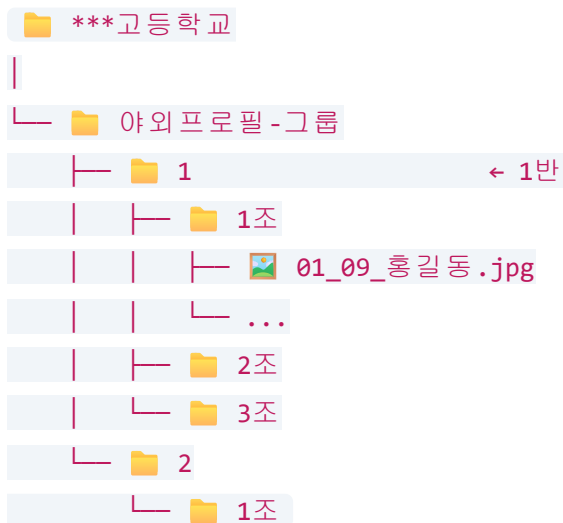 📁 ***고등학교
│
└── 📁 야외프로필-그룹
    ├── 📁 1                    ← 1반
    │   ├── 📁 1조
    │   │   ├── 🖼️ 01_09_홍길동.jpg
    │   │   └── ...
    │   ├── 📁 2조
    │   └── 📁 3조
    └── 📁 2
        └── 📁 1조